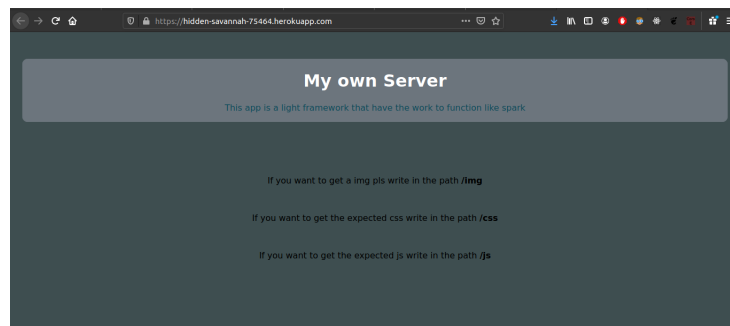 https://hidden-savannah-75464.herokuapp.com
My own Server
This app is a light framework that have the work to function like spark
If you want to get a img pls write in the path /img
If you want to get the expected css write in the path /css
If you want to get the expected js write in the path /js